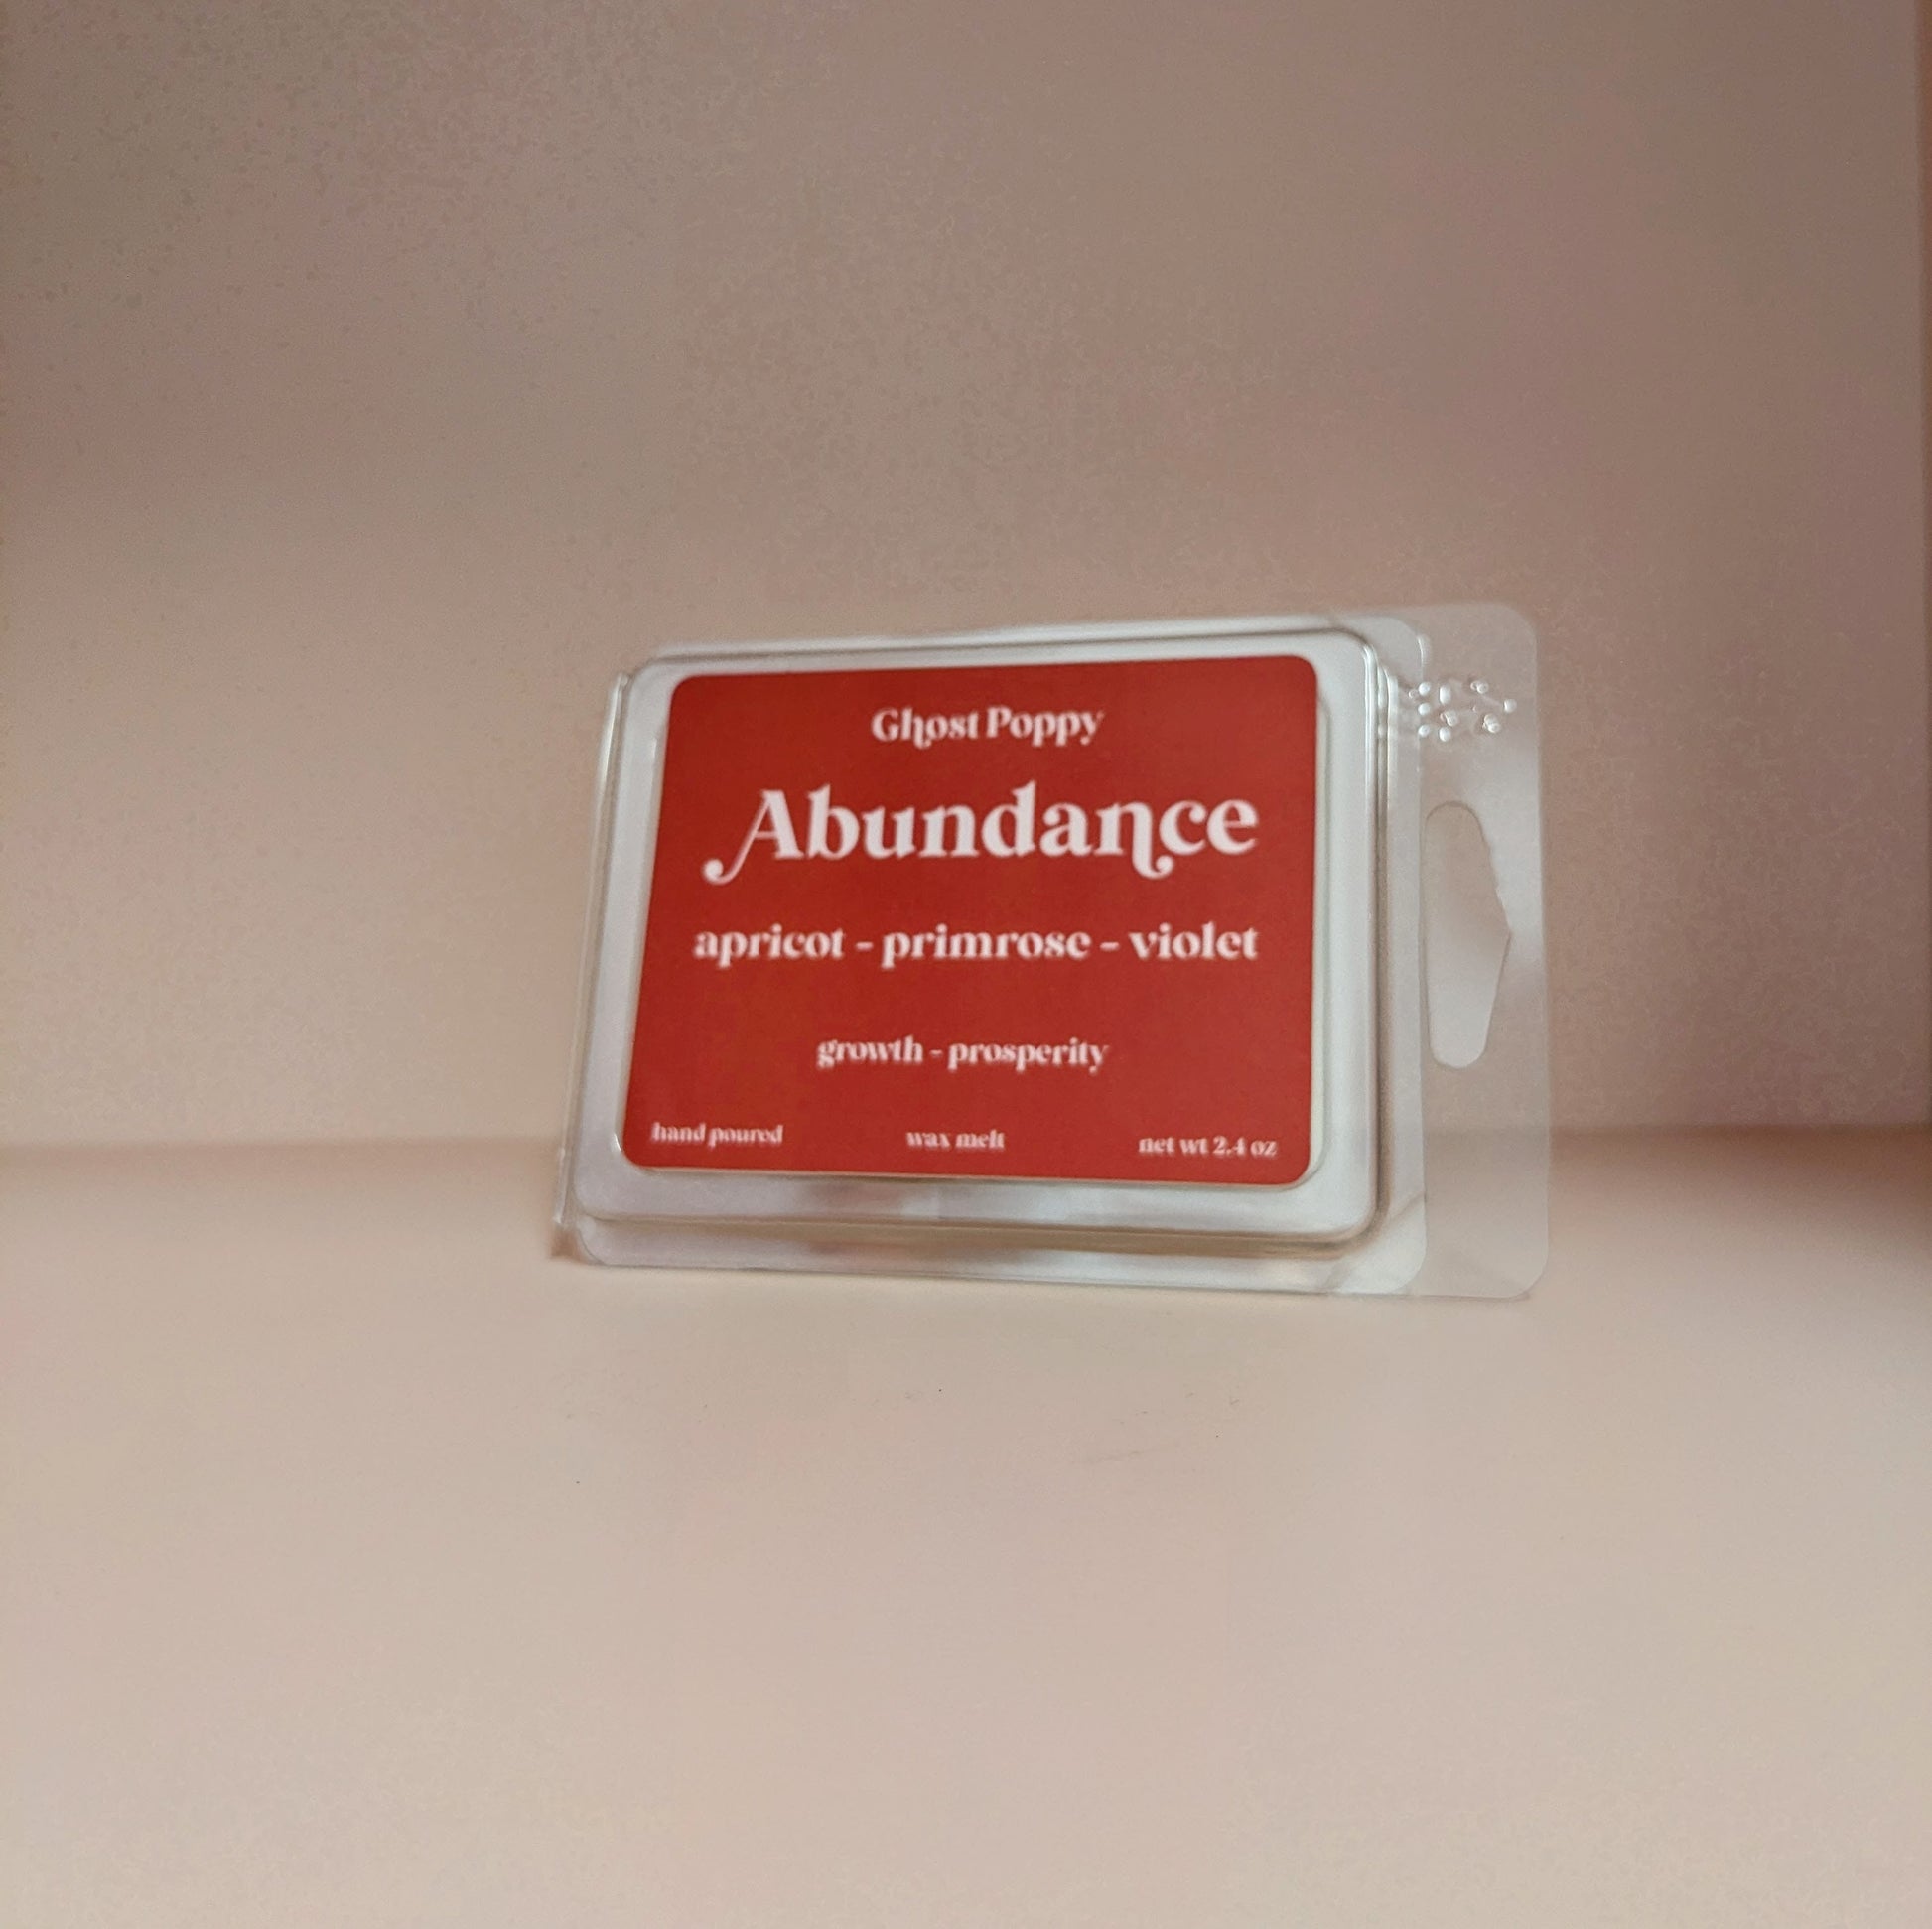 Ghost Poppy
Abundance
apricot - primrose - violet
growth - prosperity
hand poured wax melt net wt 2.4 oz